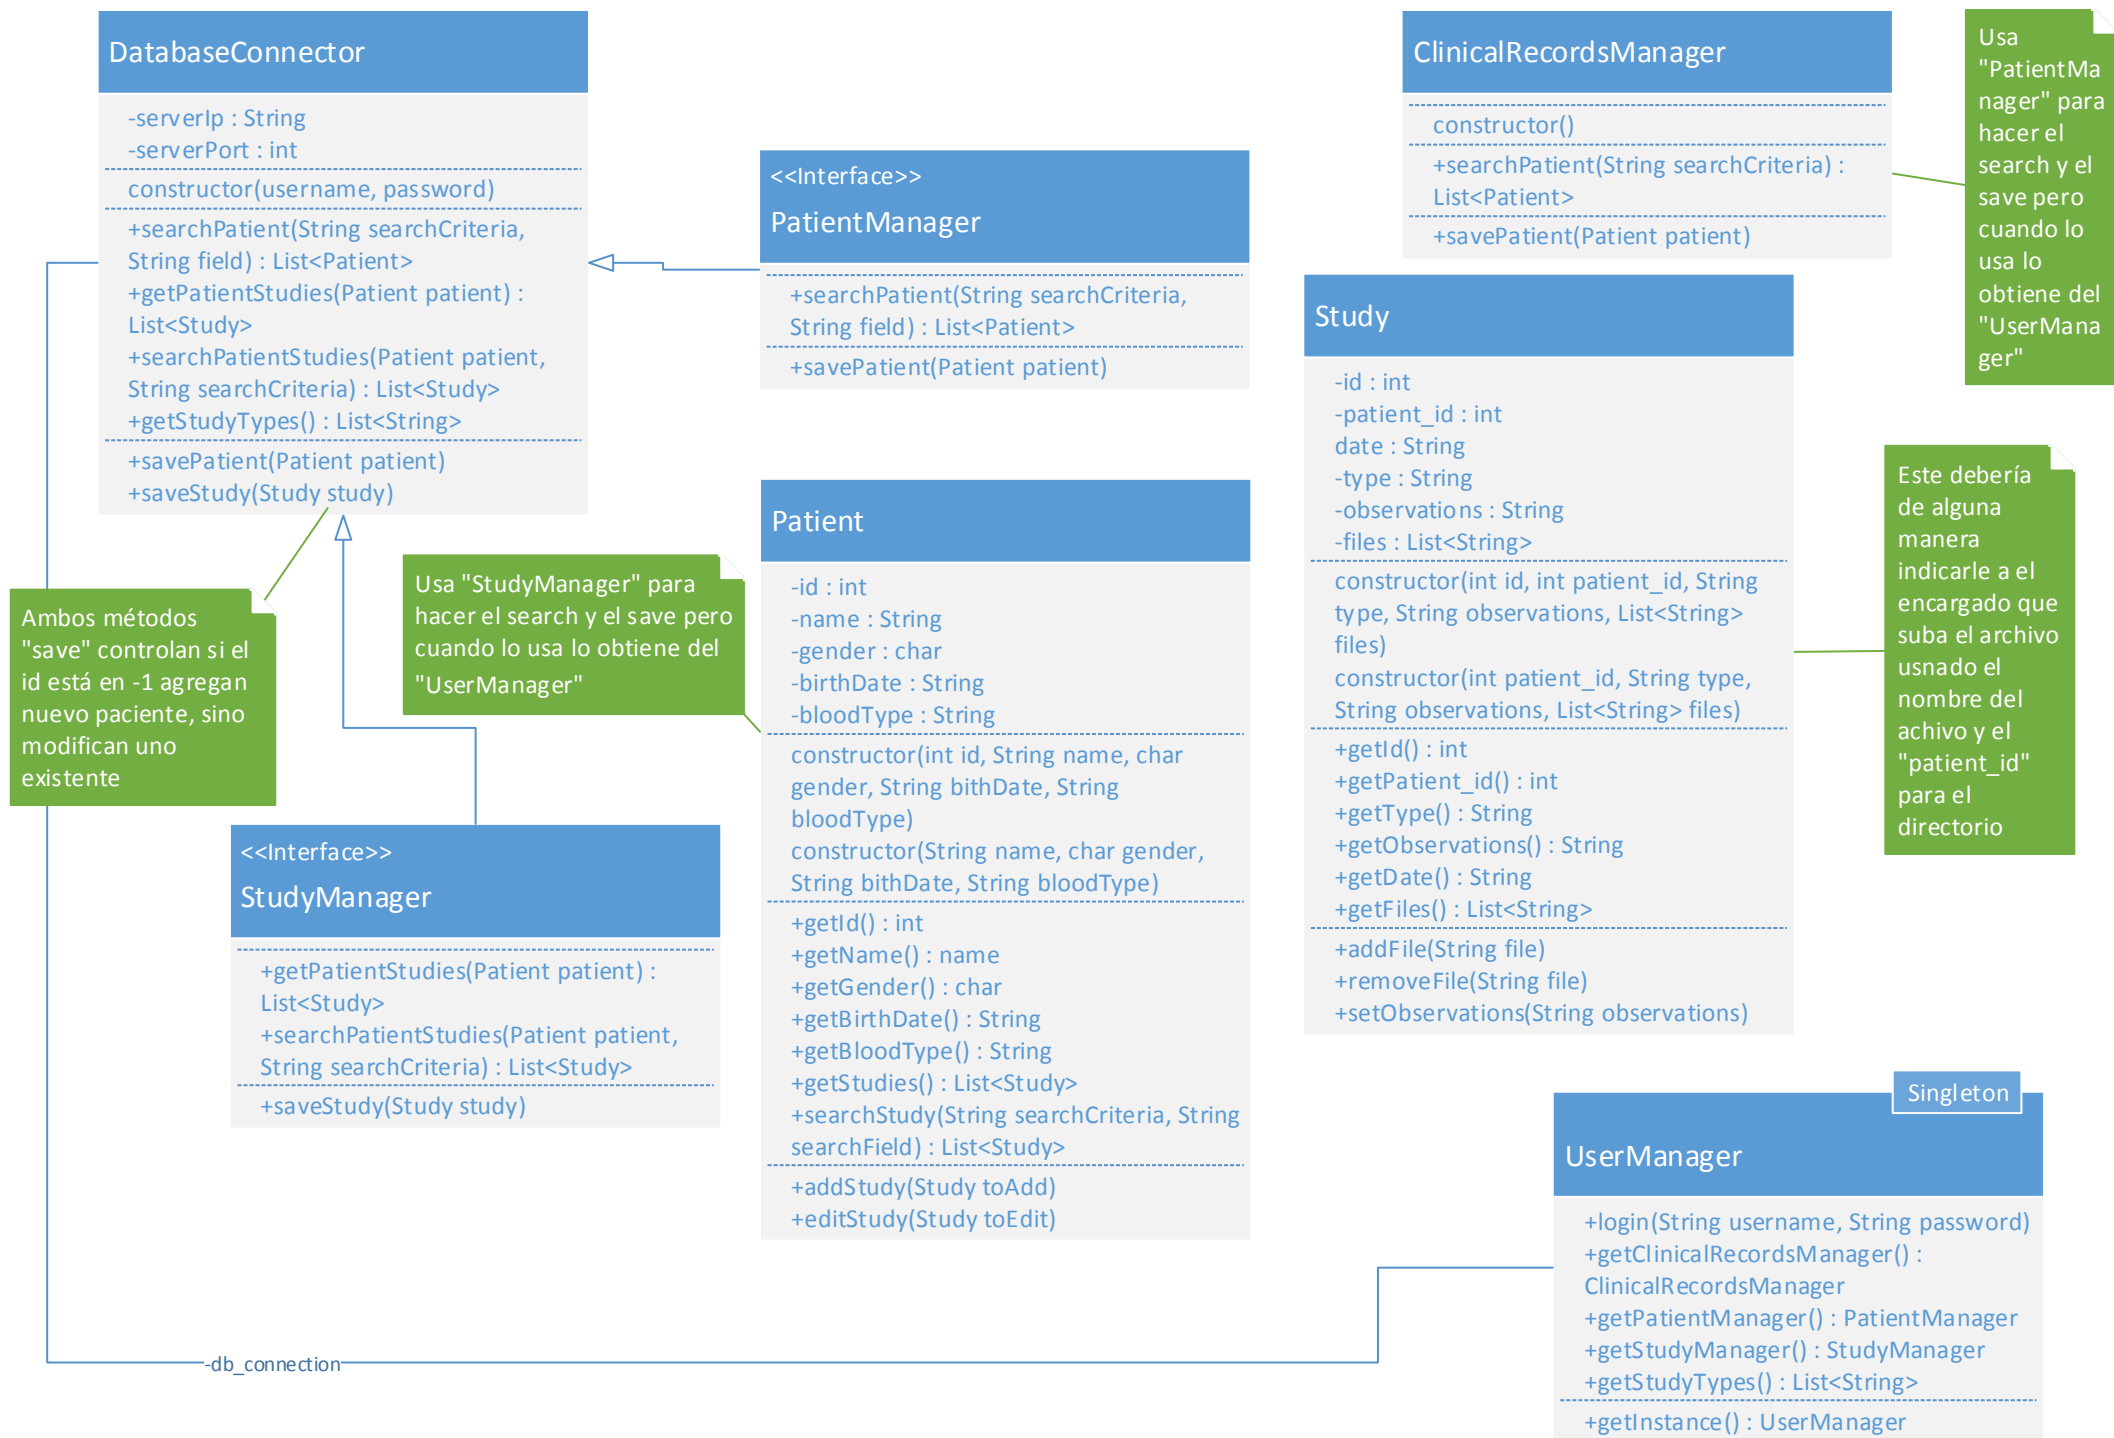 DatabaseConnector
-serverIp : String
-serverPort : int
constructor(username, password)
+searchPatient(String searchCriteria,
String field) : List<Patient>
+getPatientStudies(Patient patient) :
List<Study>
+searchPatientStudies(Patient patient,
String searchCriteria) : List<Study>
+getStudyTypes() : List<String>
+savePatient(Patient patient)
+saveStudy(Study study)
<<Interface>>
PatientManager
+searchPatient(String searchCriteria,
String field) : List<Patient>
+savePatient(Patient patient)
ClinicalRecordsManager
constructor()
+searchPatient(String searchCriteria) :
List<Patient>
+savePatient(Patient patient)
Usa
"PatientMa
nager" para
hacer el
search y el
save pero
cuando lo
usa lo
obtiene del
"UserMana
ger"
Study
-id : int
-patient_id : int
date : String
-type : String
-observations : String
-files : List<String>
constructor(int id, int patient_id, String
type, String observations, List<String>
files)
constructor(int patient_id, String type,
String observations, List<String> files)
+getId() : int
+getPatient_id() : int
+getType() : String
+getObservations() : String
+getDate() : String
+getFiles() : List<String>
+addFile(String file)
+removeFile(String file)
+setObservations(String observations)
Este debería
de alguna
manera
indicarle a el
encargado que
suba el archivo
usnado el
nombre del
achivo y el
"patient_id"
para el
directorio
Ambos métodos
"save" controlan si el
id está en -1 agregan
nuevo paciente, sino
modifican uno
existente
Usa "StudyManager" para
hacer el search y el save pero
cuando lo usa lo obtiene del
"UserManager"
Patient
-id : int
-name : String
-gender : char
-birthDate : String
-bloodType : String
constructor(int id, String name, char
gender, String bithDate, String
bloodType)
constructor(String name, char gender,
String bithDate, String bloodType)
+getId() : int
+getName() : name
+getGender() : char
+getBirthDate() : String
+getBloodType() : String
+getStudies() : List<Study>
+searchStudy(String searchCriteria, String
searchField) : List<Study>
+addStudy(Study toAdd)
+editStudy(Study toEdit)
<<Interface>>
StudyManager
+getPatientStudies(Patient patient) :
List<Study>
+searchPatientStudies(Patient patient,
String searchCriteria) : List<Study>
+saveStudy(Study study)
Singleton
UserManager
+login(String username, String password)
+getClinicalRecordsManager() :
ClinicalRecordsManager
+getPatientManager() : PatientManager
+getStudyManager() : StudyManager
+getStudyTypes() : List<String>
+getInstance() : UserManager
-db_connection